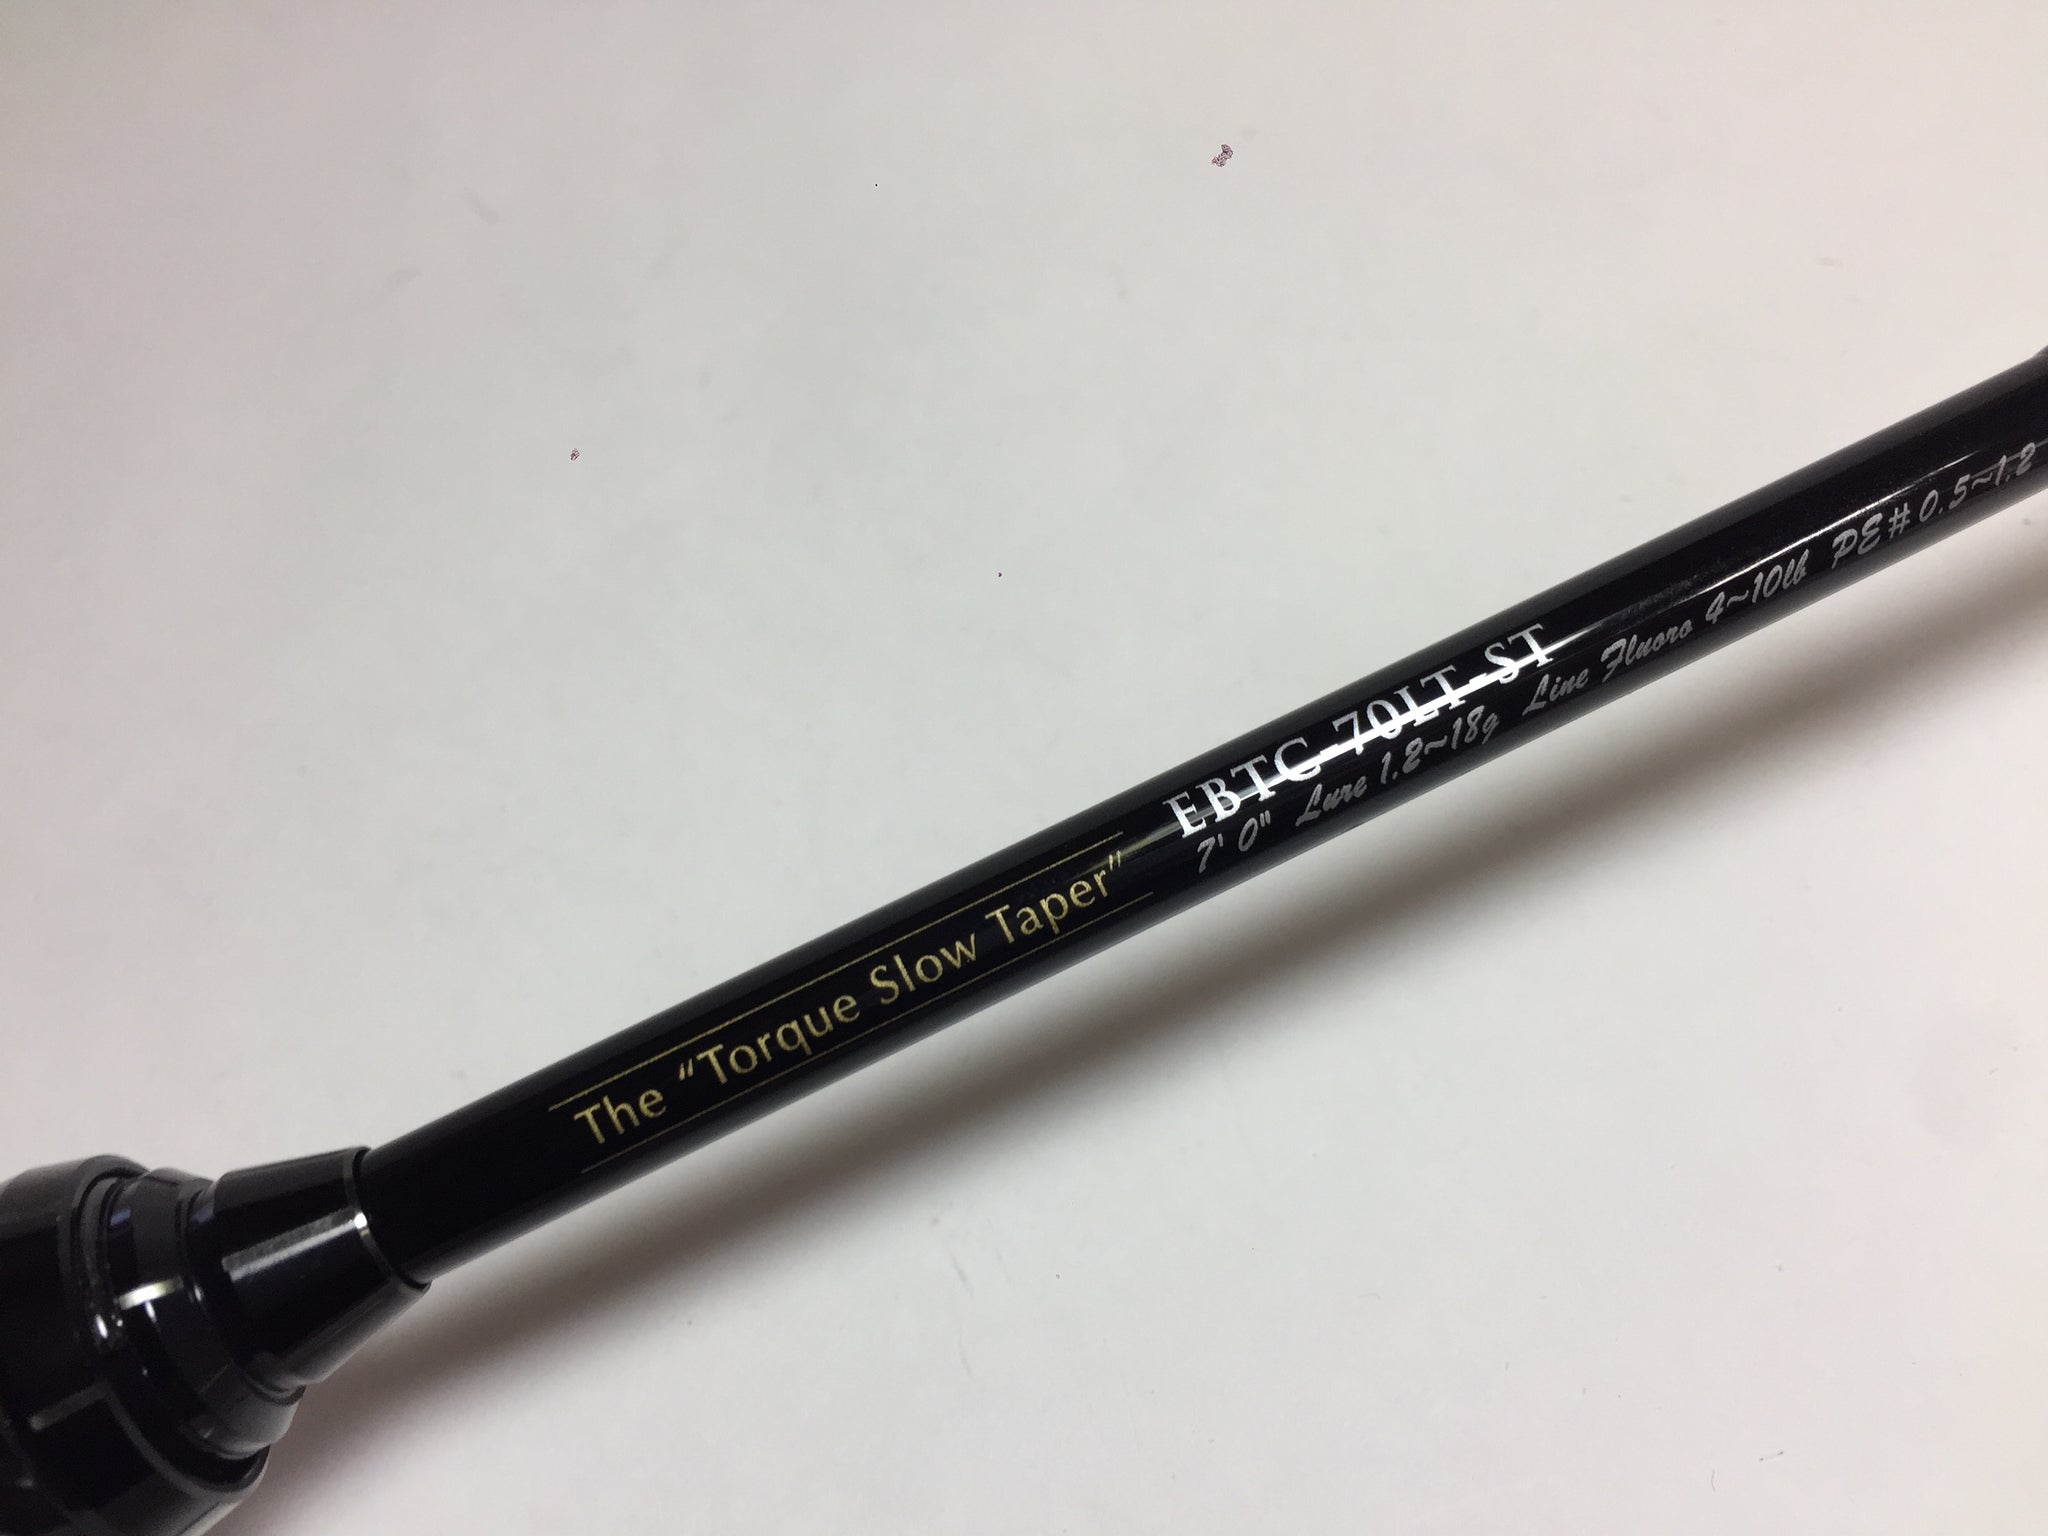 The "Torque Slow Taper"
EBTC-70LT-ST
7' 0" Lure 1.2~18g Line Fluoro 4~10lb PE#0.5~1.2